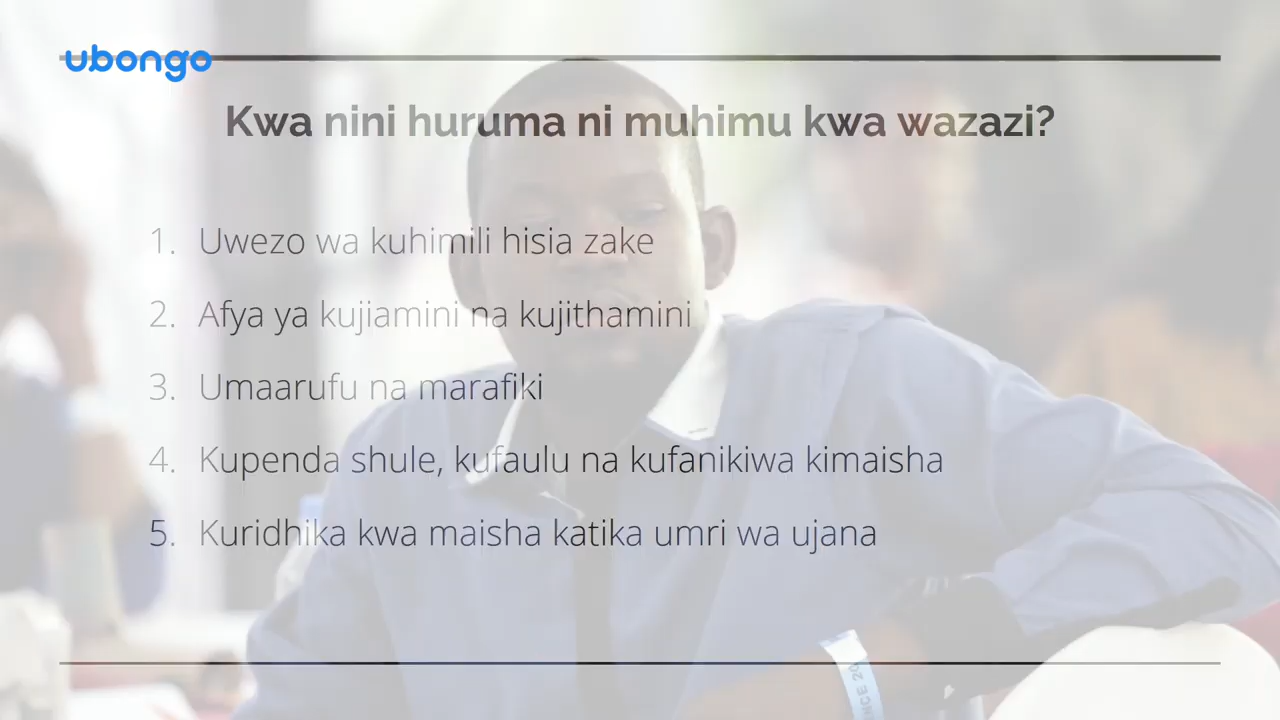 ubongo
Kwa nini huruma ni muhimu kwa wazazi?
1. Uwezo wa kuhimili hisia zake
2. Afya ya kujiamini na kujithamini
3. Umaarufu na marafiki
4. Kupenda shule, kufaulu na kufanikiwa kimaisha
5. Kuridhika kwa maisha katika umri wa ujana